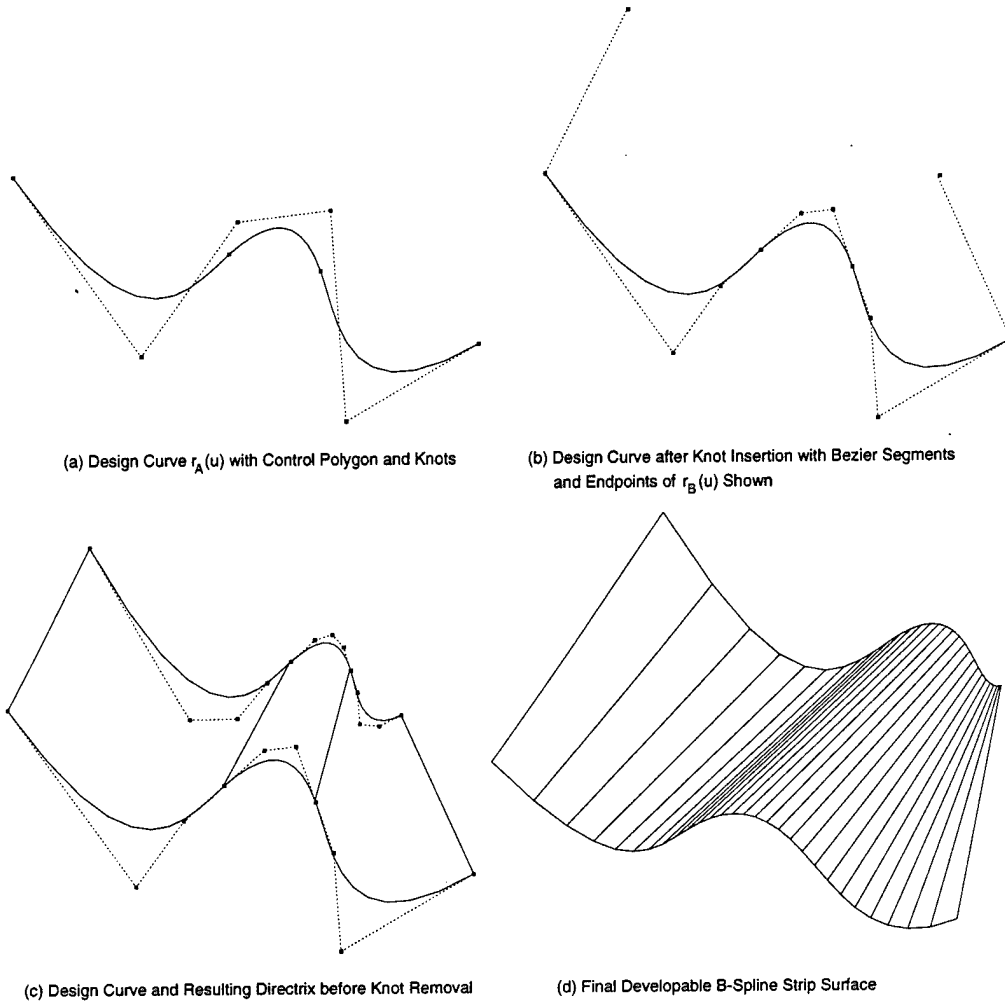 (a) Design Curve r_A(u) with Control Polygon and Knots
(b) Design Curve after Knot Insertion with Bezier Segments
and Endpoints of r_B(u) Shown
(c) Design Curve and Resulting Directrix before Knot Removal
(d) Final Developable B-Spline Strip Surface